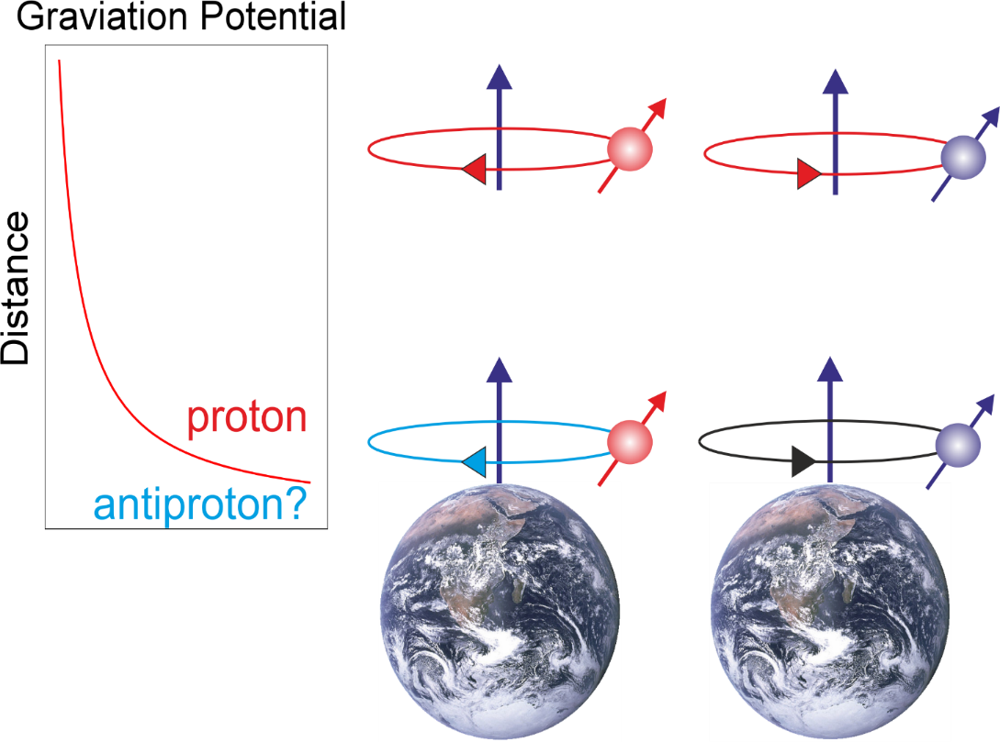 Graviation Potential
Distance
proton
antiproton?